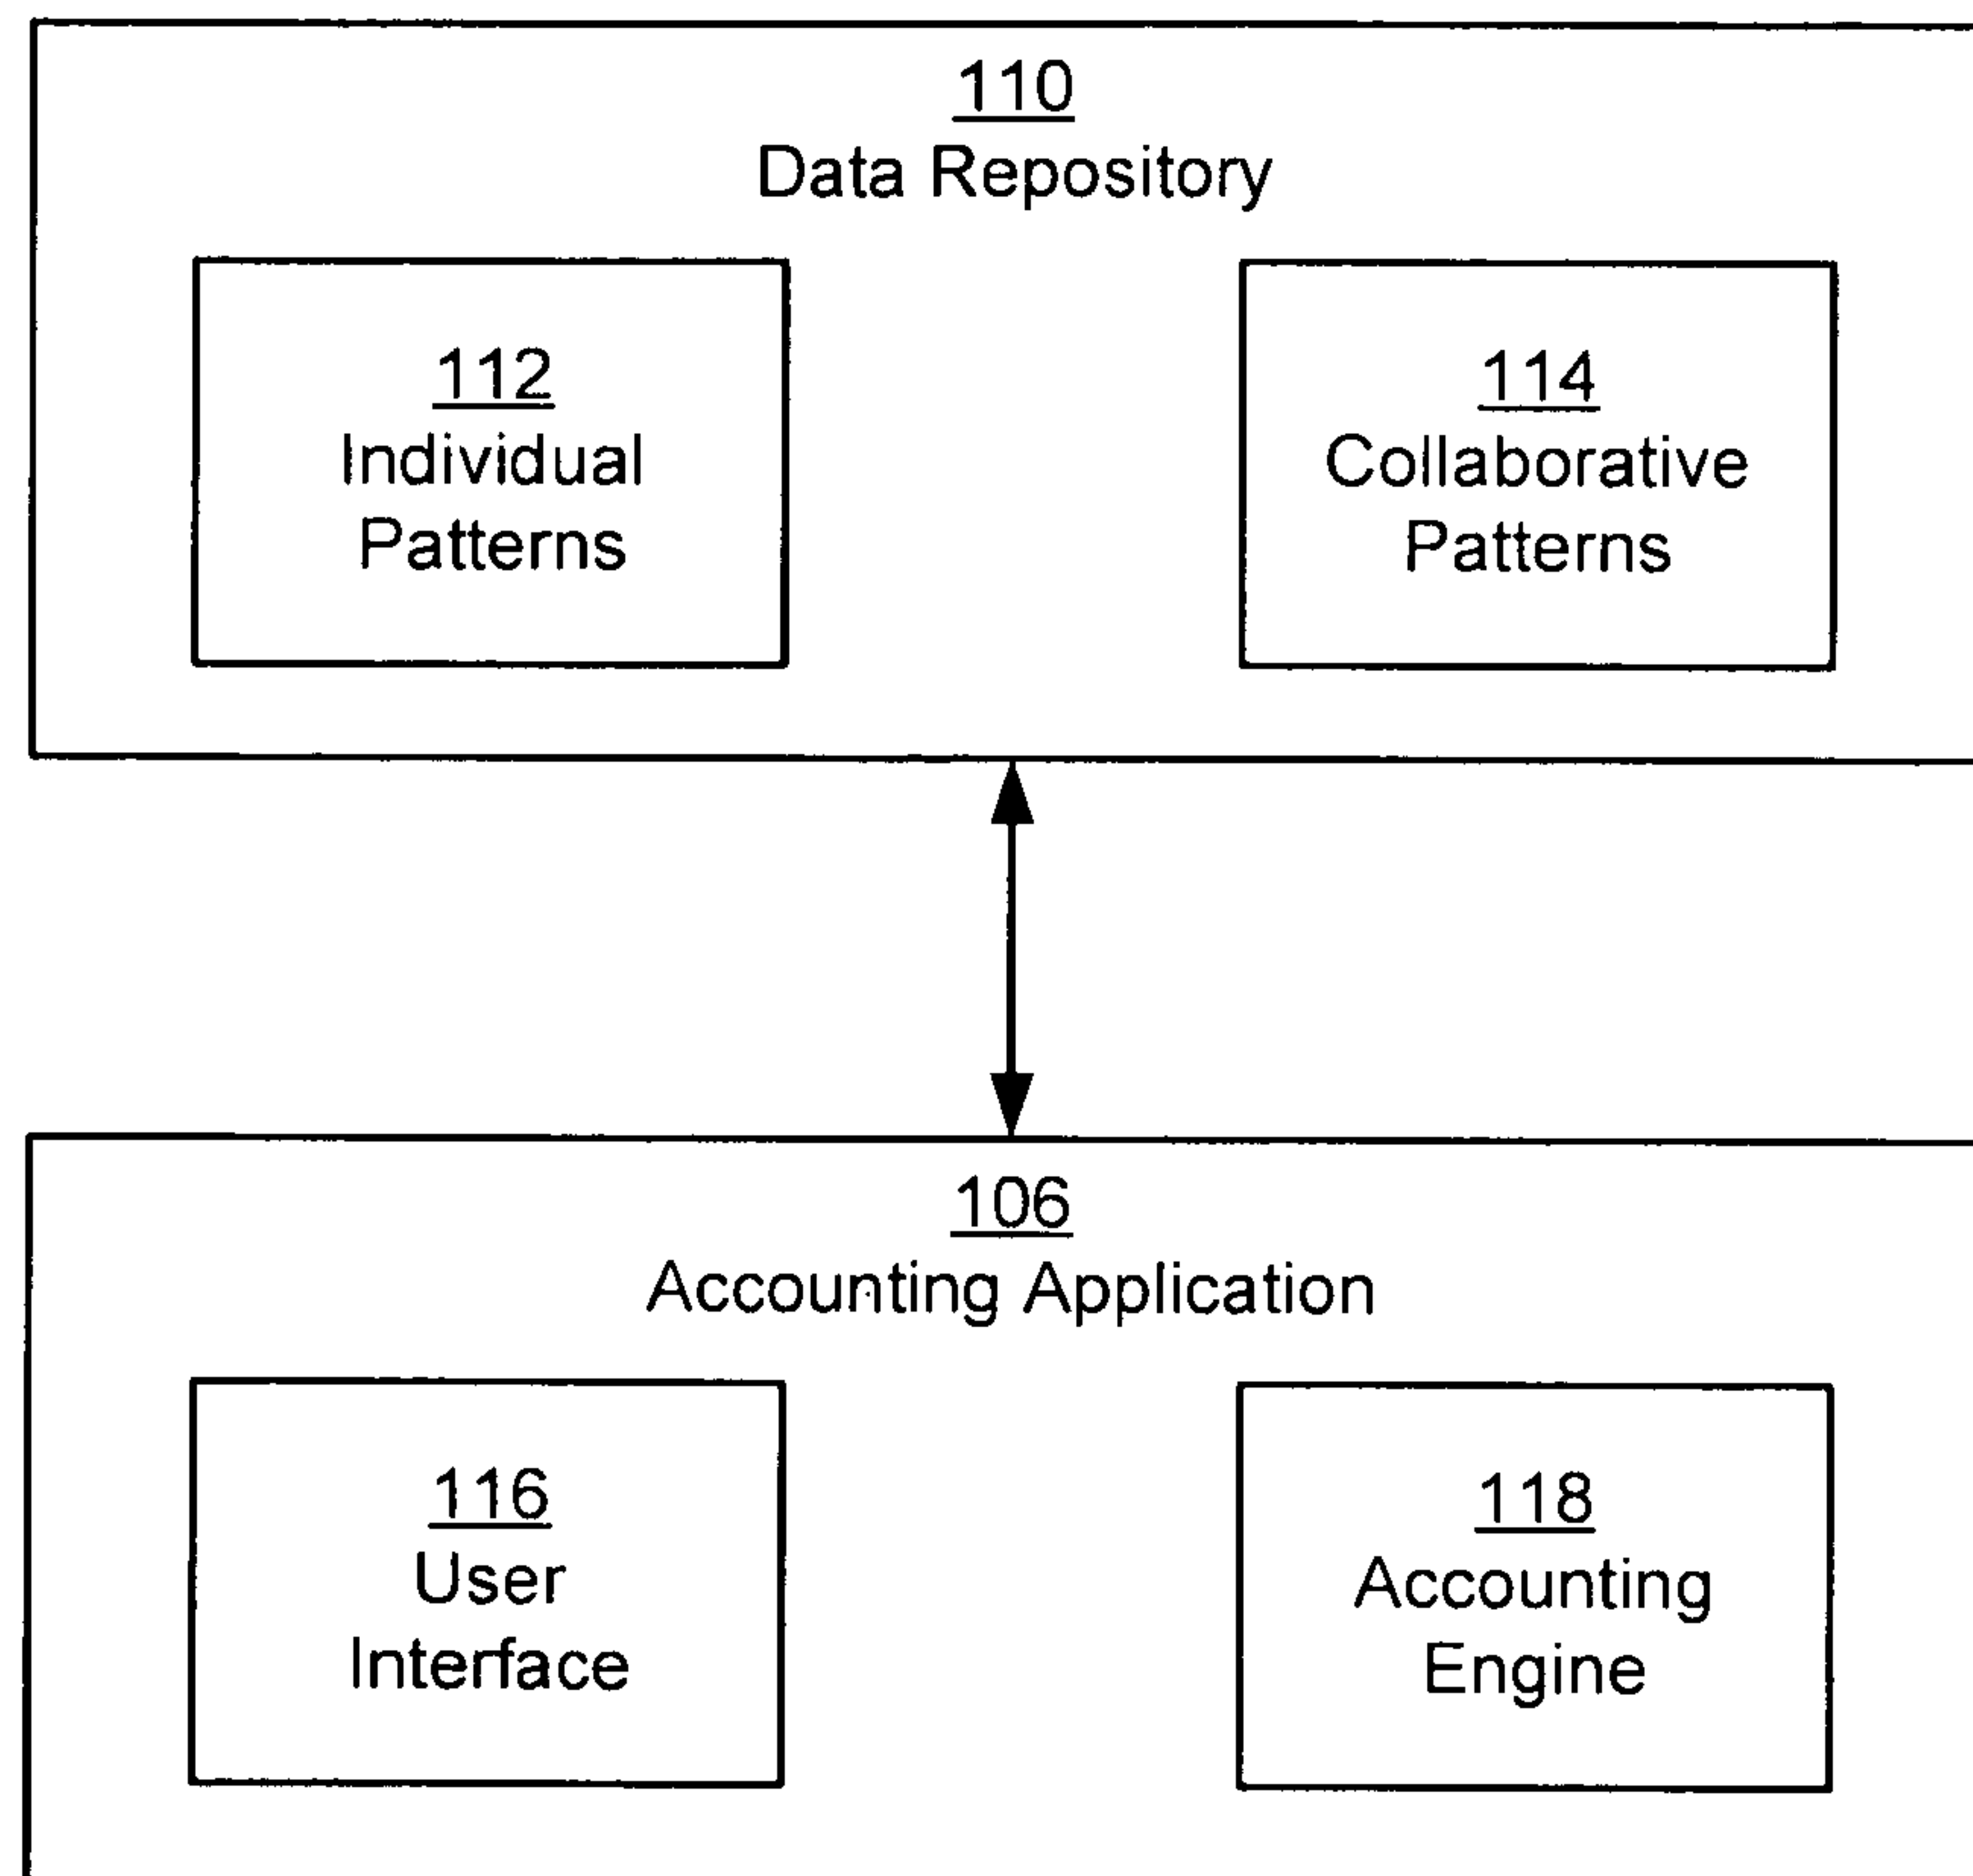 110
Data Repository
112
Individual
Patterns
114
Collaborative
Patterns
106
Accounting Application
116
User
Interface
118
Accounting
Engine